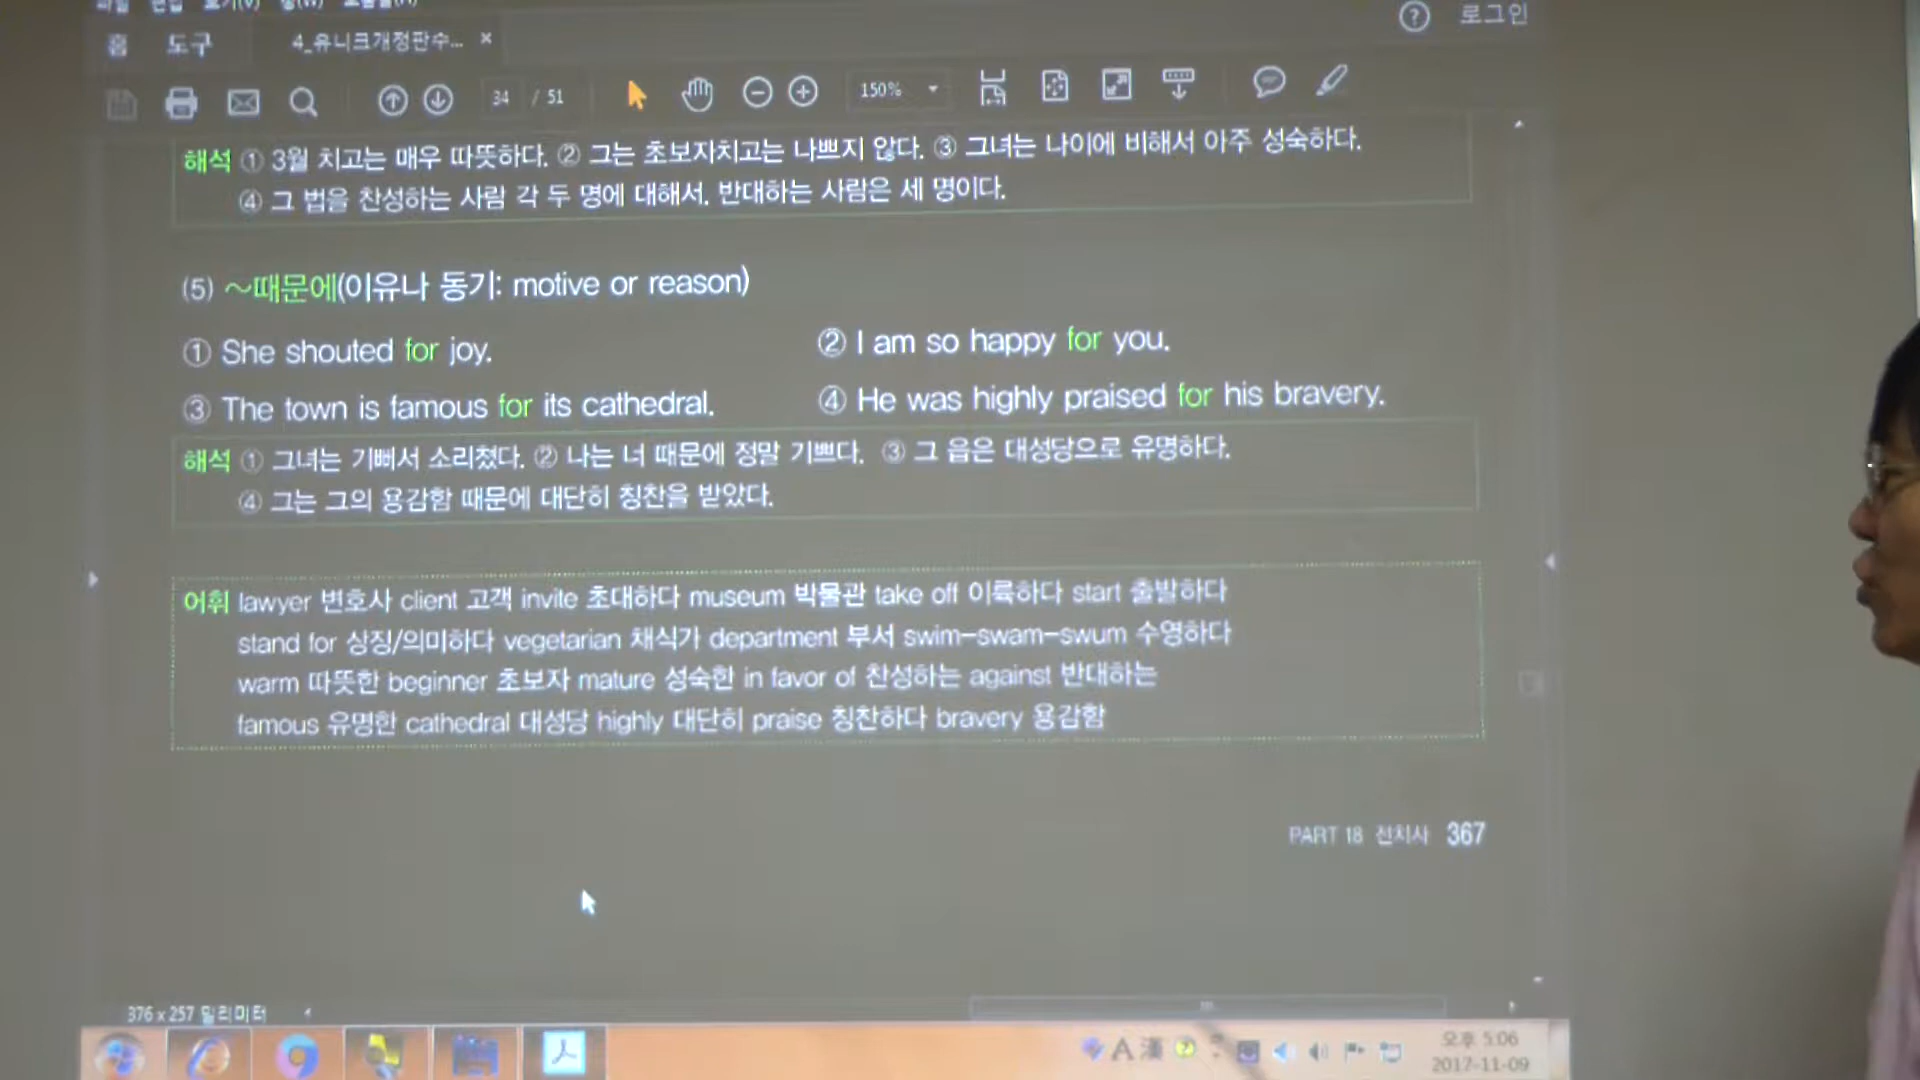 파일 편집 보기(V) 창(W) 도움말(H)
홈 도구 4_유니크개정판수... × ? 로그인
34 / 51 150%
해석 ① 3월 치고는 매우 따뜻하다. ② 그는 초보자치고는 나쁘지 않다. ③ 그녀는 나이에 비해서 아주 성숙하다.
④ 그 법을 찬성하는 사람 각 두 명에 대해서. 반대하는 사람은 세 명이다.
(5) ～때문에(이유나 동기: motive or reason)
① She shouted for joy. ② I am so happy for you.
③ The town is famous for its cathedral. ④ He was highly praised for his bravery.
해석 ① 그녀는 기뻐서 소리쳤다. ② 나는 너 때문에 정말 기쁘다. ③ 그 읍은 대성당으로 유명하다.
④ 그는 그의 용감함 때문에 대단히 칭찬을 받았다.
어휘 lawyer 변호사 client 고객 invite 초대하다 museum 박물관 take off 이륙하다 start 출발하다
stand for 상징/의미하다 vegetarian 채식가 department 부서 swim-swam-swum 수영하다
warm 따뜻한 beginner 초보자 mature 성숙한 in favor of 찬성하는 against 반대하는
famous 유명한 cathedral 대성당 highly 대단히 praise 칭찬하다 bravery 용감함
PART 18 전치사 367
376 x 257 밀리미터
A 漢 ? 오후 5:06
2017-11-09